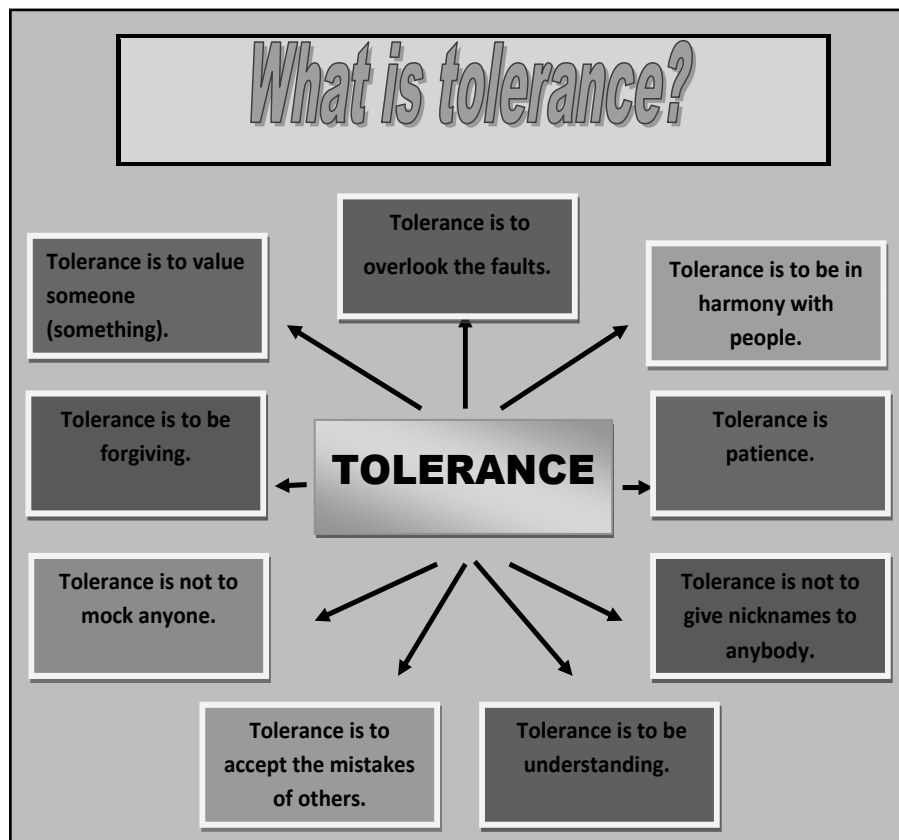 What is tolerance?
Tolerance is to
overlook the faults.
Tolerance is to value
someone
(something).
Tolerance is to be in
harmony with
people.
Tolerance is to be
forgiving.
TOLERANCE
Tolerance is
patience.
Tolerance is not to
mock anyone.
Tolerance is not to
give nicknames to
anybody.
Tolerance is to
accept the mistakes
of others.
Tolerance is to be
understanding.